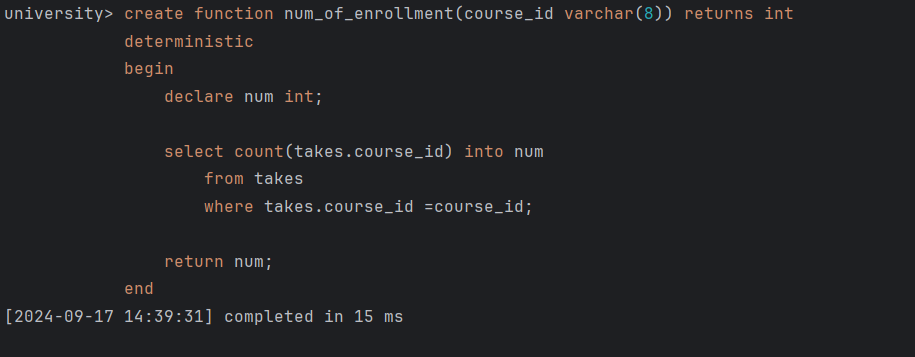 university> create function num_of_enrollment(course_id varchar(8)) returns int
            deterministic
            begin
                declare num int;

                select count(takes.course_id) into num
                    from takes
                    where takes.course_id =course_id;

                return num;
            end
[2024-09-17 14:39:31] completed in 15 ms